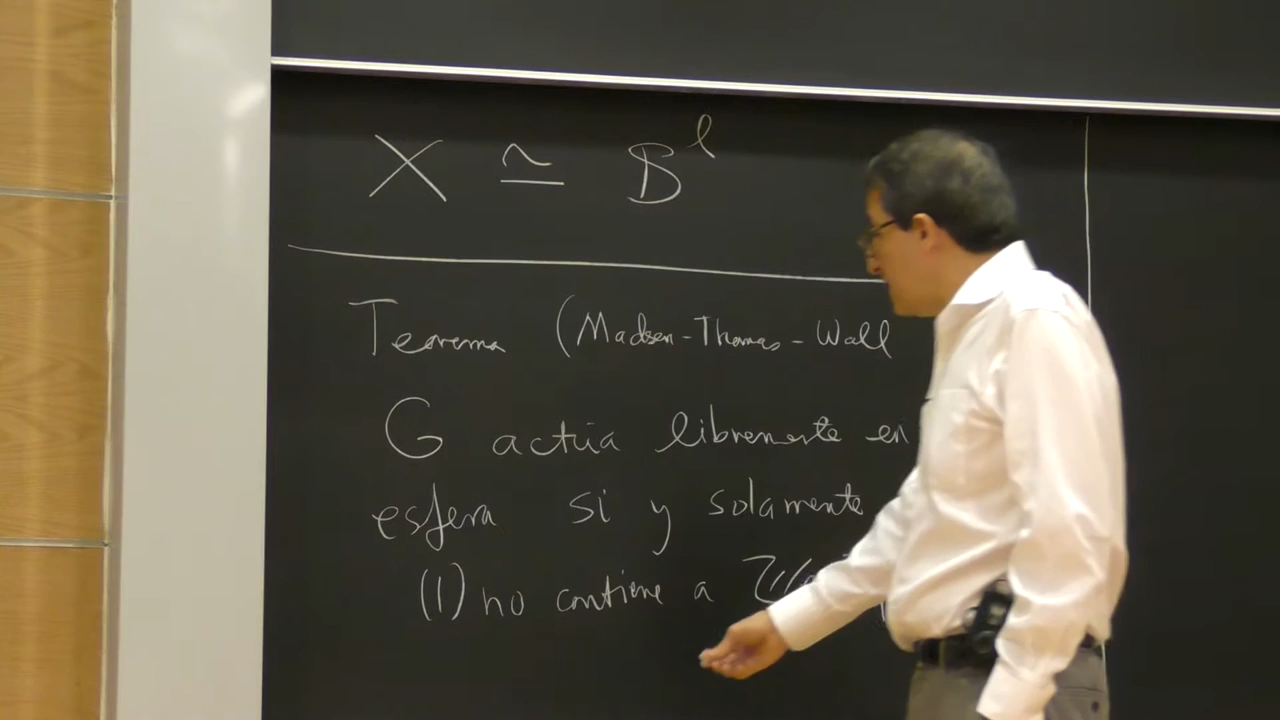 X ≃ S^l
Teorema (Madsen-Thomas-Wall
G actúa libremente en
esfera si y solamente
(1) no contiene a